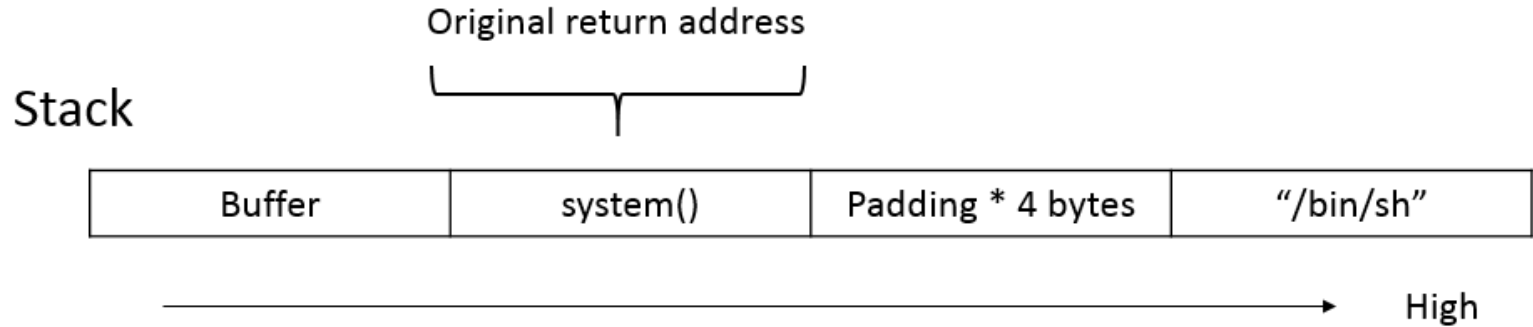 Original return address
Stack
Buffer system() Padding * 4 bytes “/bin/sh”
High